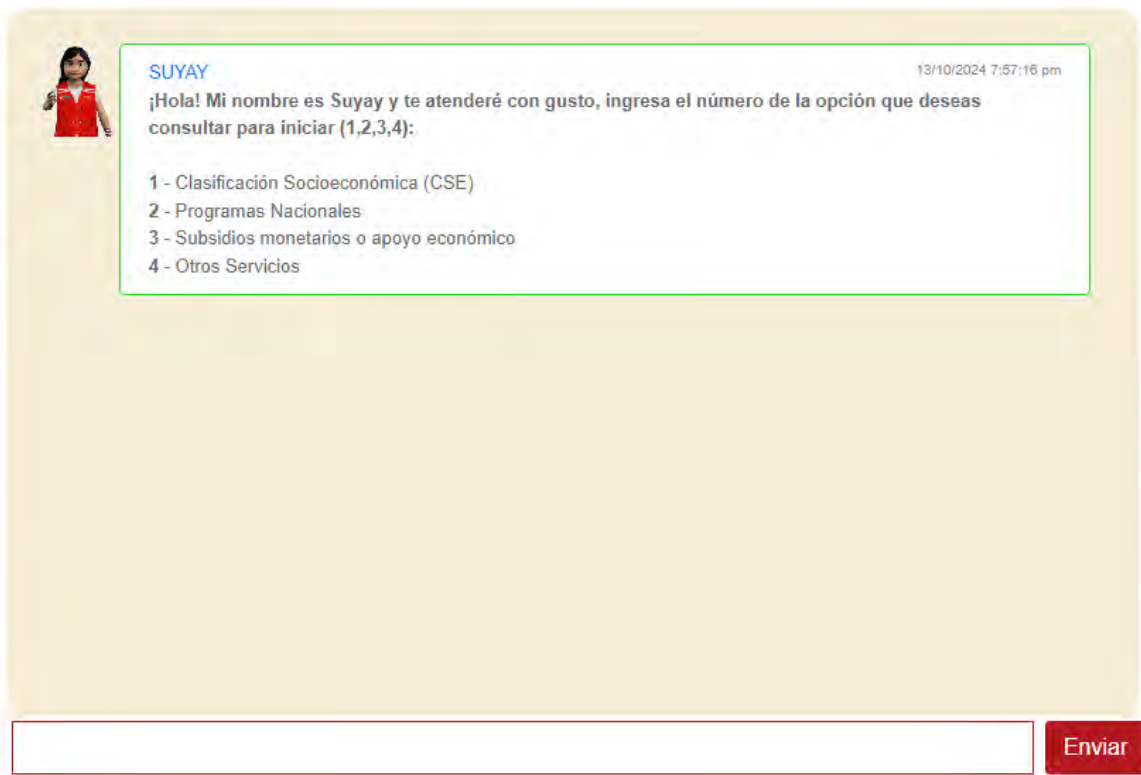 SUYAY
13/10/2024 7:57:16 pm
¡Hola! Mi nombre es Suyay y te atenderé con gusto, ingresa el número de la opción que deseas
consultar para iniciar (1,2,3,4):
1 - Clasificación Socioeconómica (CSE)
2 - Programas Nacionales
3 - Subsidios monetarios o apoyo económico
4 - Otros Servicios
Enviar